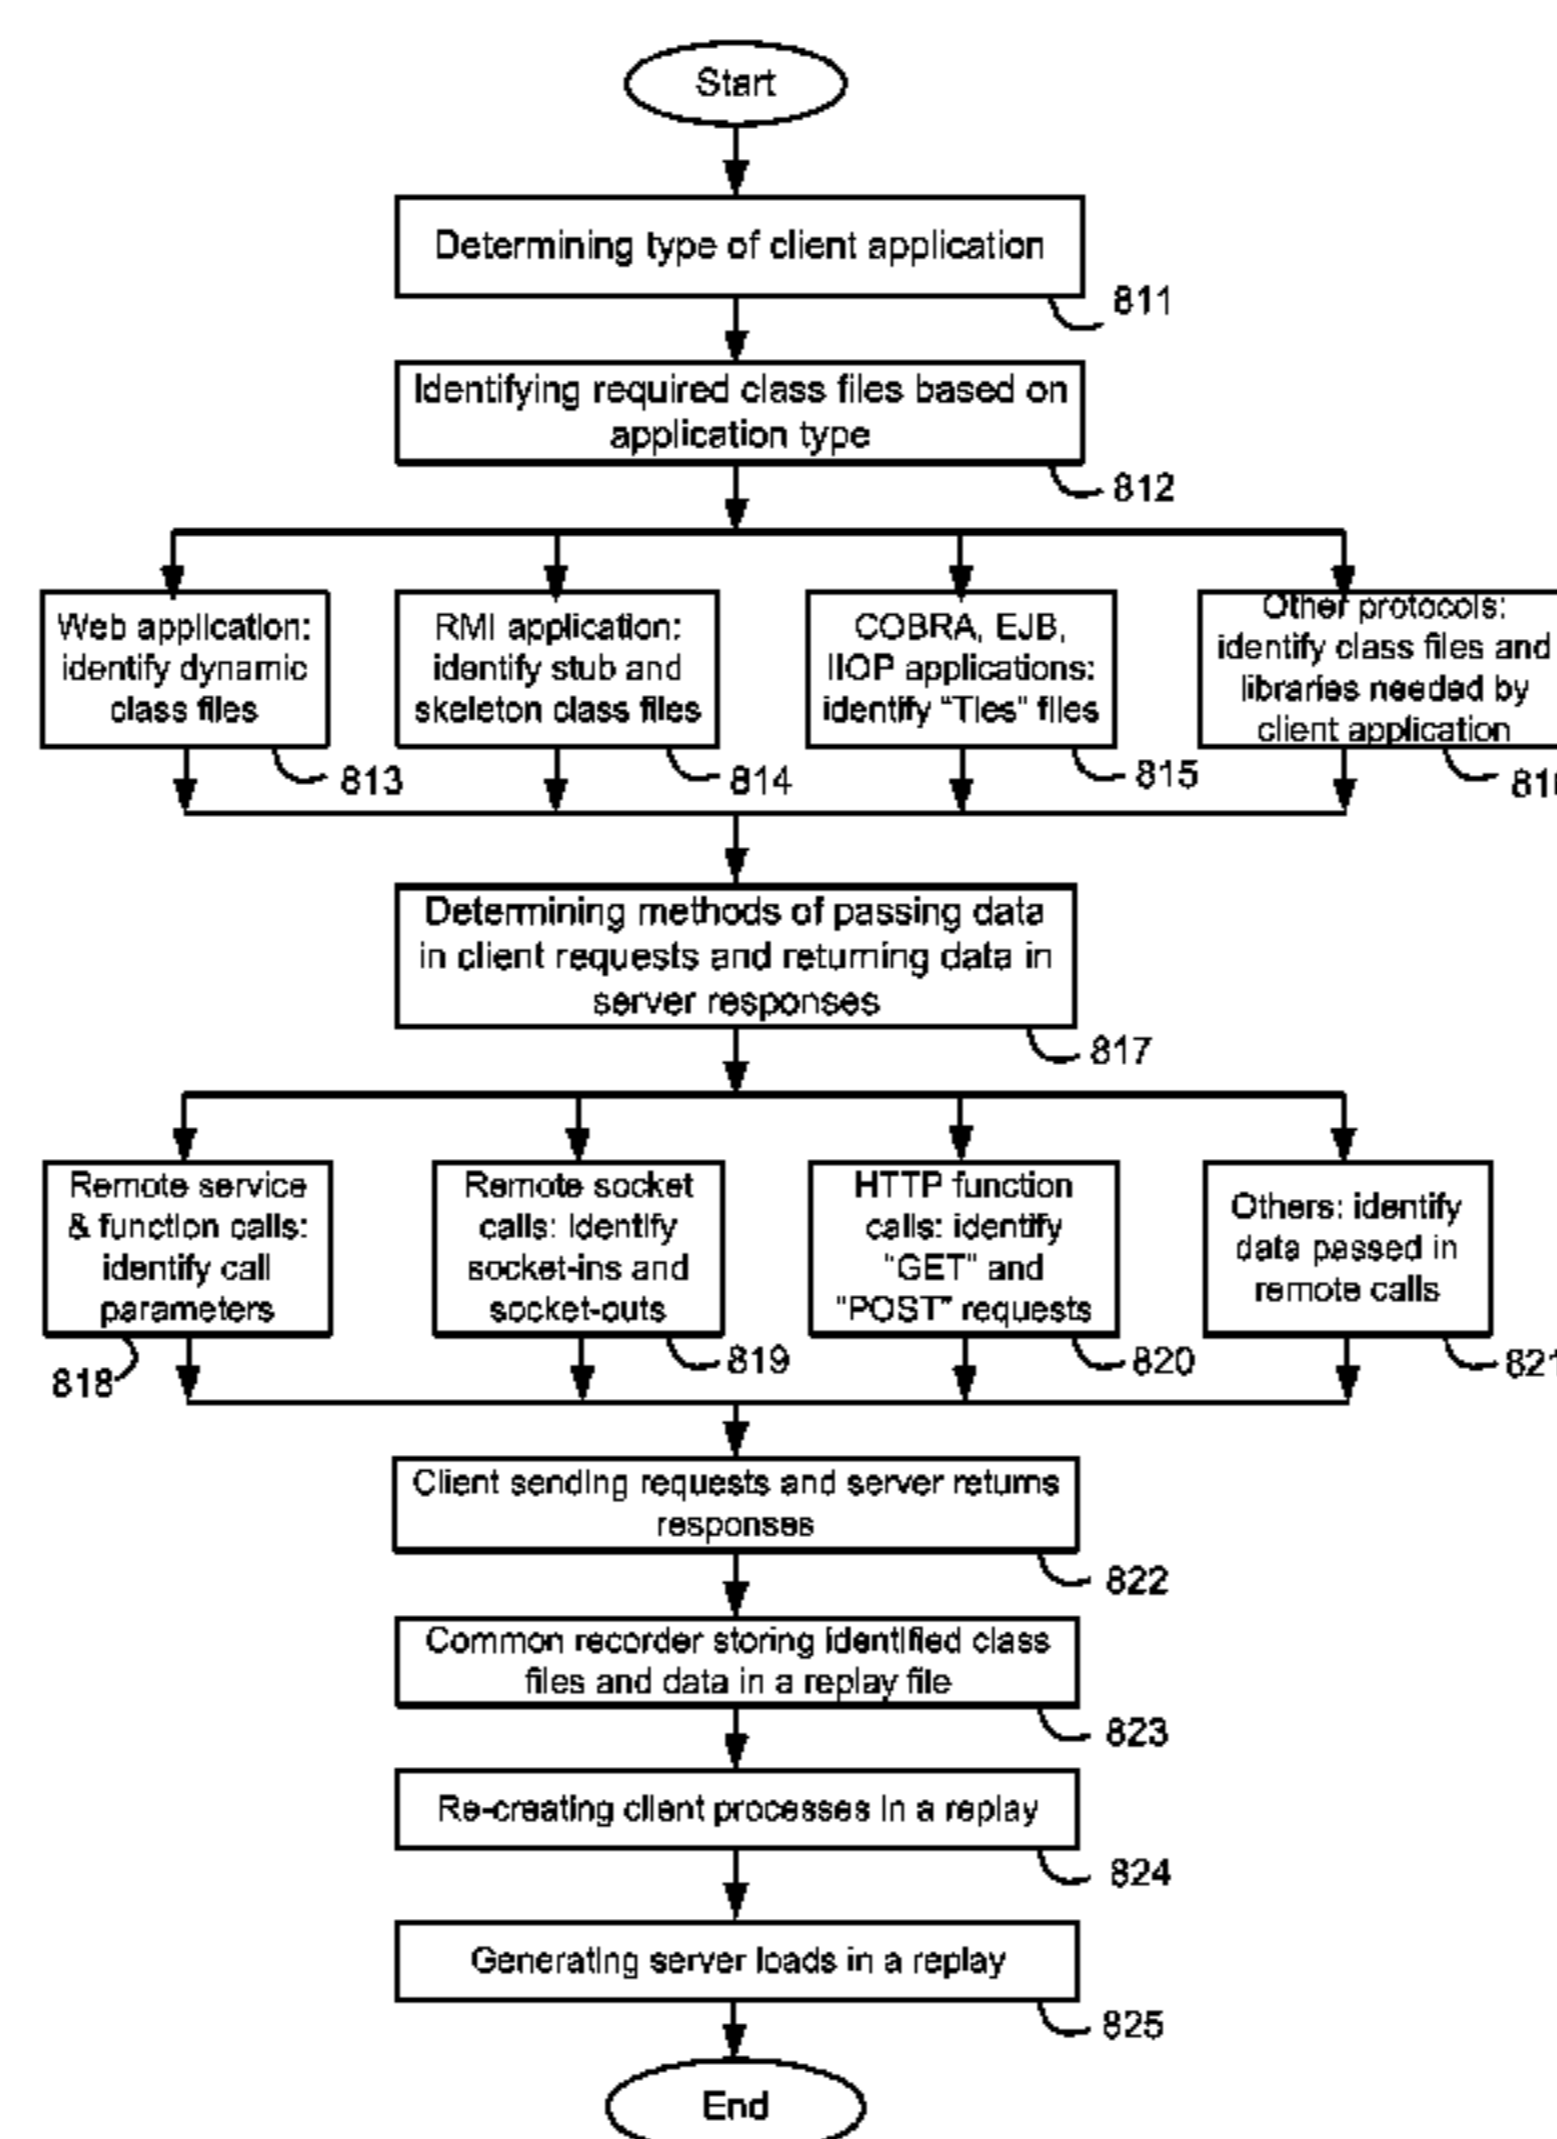 Start
Determining type of client application
811
Identifying required class files based on
application type
812
Web application:
identify dynamic
class files
813
RMI application:
identify stub and
skeleton class files
814
COBRA, EJB,
IIOP applications:
identify "Ties" files
815
Other protocols:
identify class files and
libraries needed by
client application
Determining methods of passing data
in client requests and returning data in
server responses
817
Remote service
& function calls:
identify call
parameters
818
Remote socket
calls: identify
socket-ins and
socket-outs
819
HTTP function
calls: identify
"GET" and
"POST" requests
820
Others: identify
data passed in
remote calls
821
Client sending requests and server returns
responses
822
Common recorder storing identified class
files and data in a replay file
823
Re-creating client processes in a replay
824
Generating server loads in a replay
825
End